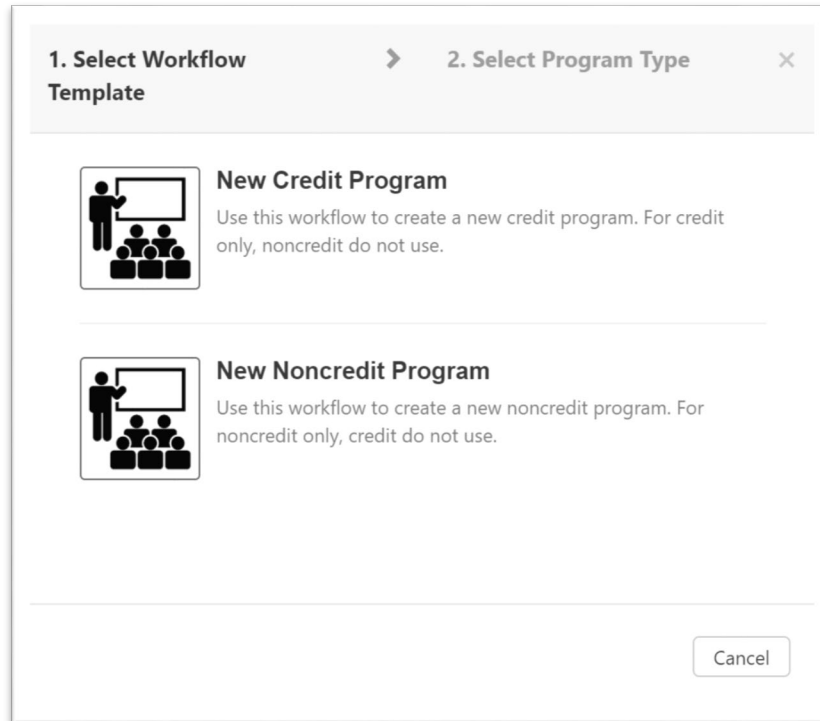 1. Select Workflow
Template
2. Select Program Type
New Credit Program
Use this workflow to create a new credit program. For credit
only, noncredit do not use.
New Noncredit Program
Use this workflow to create a new noncredit program. For
noncredit only, credit do not use.
Cancel